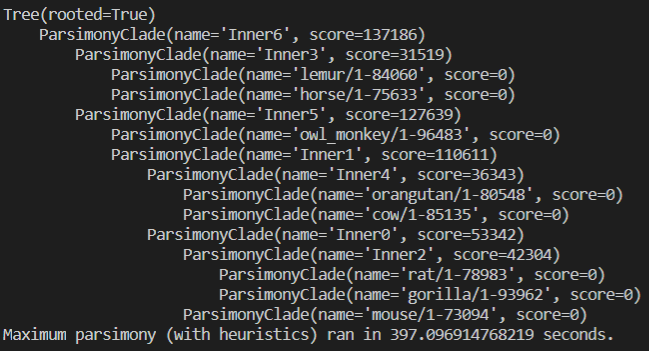 Tree(rooted=True)
    ParsimonyClade(name='Inner6', score=137186)
        ParsimonyClade(name='Inner3', score=31519)
            ParsimonyClade(name='lemur/1-84060', score=0)
            ParsimonyClade(name='horse/1-75633', score=0)
        ParsimonyClade(name='Inner5', score=127639)
            ParsimonyClade(name='owl_monkey/1-96483', score=0)
            ParsimonyClade(name='Inner1', score=110611)
                ParsimonyClade(name='Inner4', score=36343)
                    ParsimonyClade(name='orangutan/1-80548', score=0)
                    ParsimonyClade(name='cow/1-85135', score=0)
                ParsimonyClade(name='Inner0', score=53342)
                    ParsimonyClade(name='Inner2', score=42304)
                        ParsimonyClade(name='rat/1-78983', score=0)
                        ParsimonyClade(name='gorilla/1-93962', score=0)
                    ParsimonyClade(name='mouse/1-73094', score=0)
Maximum parsimony (with heuristics) ran in 397.096914768219 seconds.